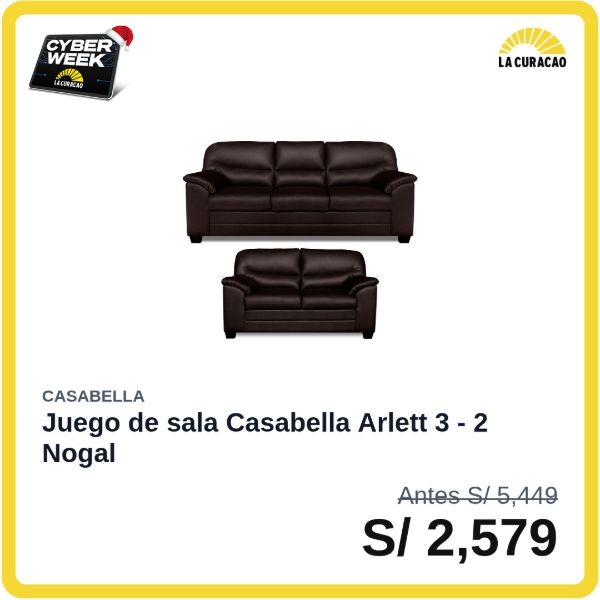 CYBER
WEEK
LA CURACAO
LA CURACAO
CASABELLA
Juego de sala Casabella Arlett 3 - 2
Nogal
Antes S/ 5,449
S/ 2,579